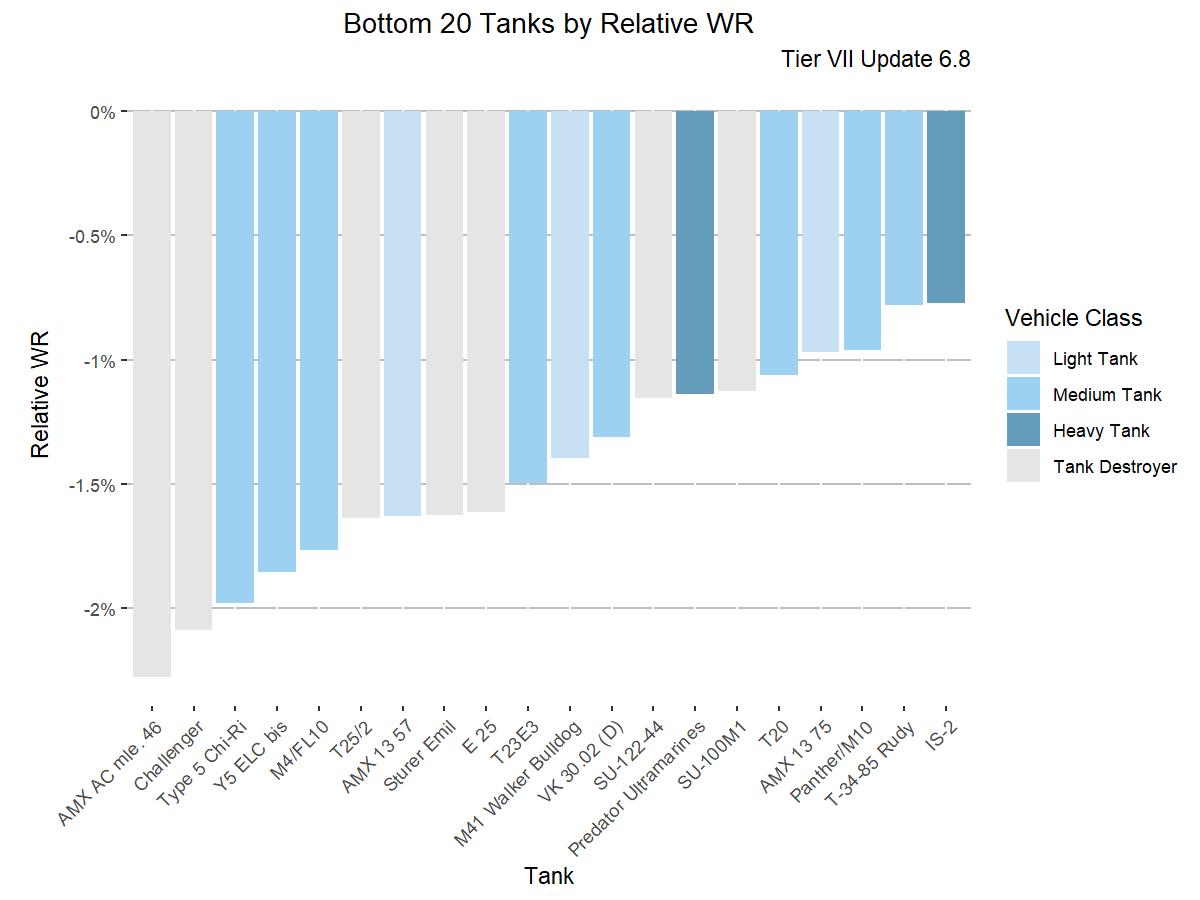 Bottom 20 Tanks by Relative WR
Tier VII Update 6.8
0%
-0.5%
-1%
-1.5%
-2%
Relative WR
AMX AC mle. 46
Challenger
Type 5 Chi-Ri
Y5 ELC bis
M4/FL10
T25/2
AMX 13 57
Sturer Emil
E 25
T23E3
M41 Walker Bulldog
VK 30.02 (D)
SU-122-44
Predator Ultramarines
SU-100M1
T20
AMX 13 75
Panther/M10
T-34-85 Rudy
IS-2
Tank
Vehicle Class
Light Tank
Medium Tank
Heavy Tank
Tank Destroyer